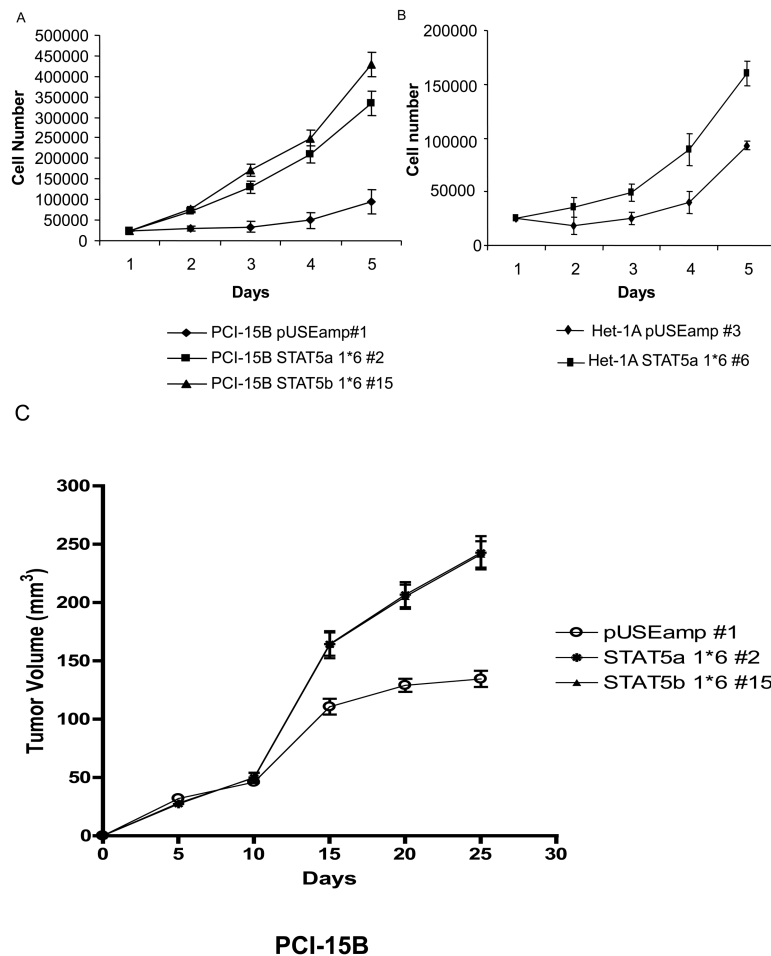 A
Cell Number
500000
450000
400000
350000
300000
250000
200000
150000
100000
50000
0
1 2 3 4 5
Days
PCI-15B pUSEamp#1
PCI-15B STAT5a 1*6 #2
PCI-15B STAT5b 1*6 #15
B
Cell number
200000
150000
100000
50000
0
1 2 3 4 5
Days
Het-1A pUSEamp #3
Het-1A STAT5a 1*6 #6
C
Tumor Volume (mm³)
300
250
200
150
100
50
0
0 5 10 15 20 25 30
Days
pUSEamp #1
STAT5a 1*6 #2
STAT5b 1*6 #15
PCI-15B